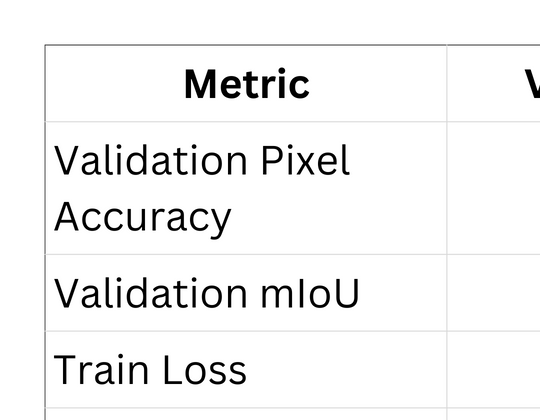 Metric
Validation Pixel
Accuracy
Validation mIoU
Train Loss